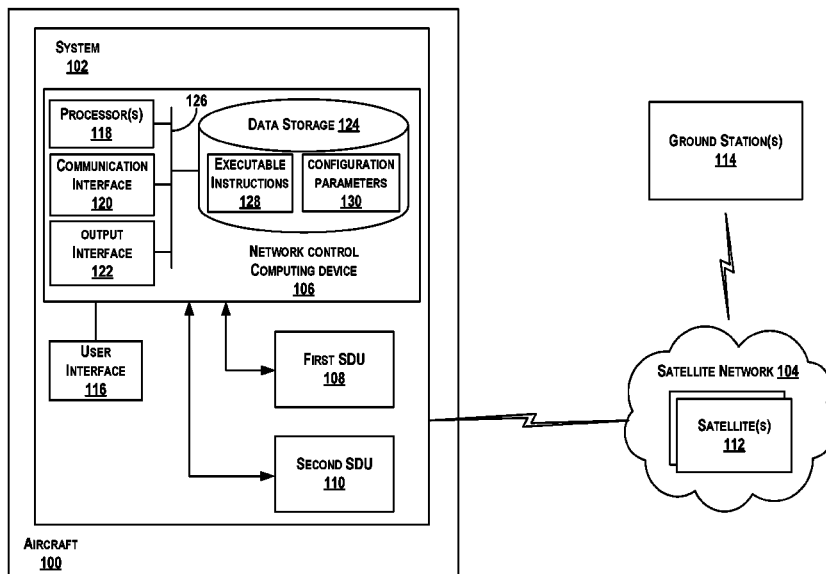 SYSTEM
102
PROCESSOR(S)
118
126
COMMUNICATION
INTERFACE
120
OUTPUT
INTERFACE
122
DATA STORAGE 124
EXECUTABLE
INSTRUCTIONS
128
CONFIGURATION
PARAMETERS
130
NETWORK CONTROL
COMPUTING DEVICE
106
USER
INTERFACE
116
FIRST SDU
108
SECOND SDU
110
AIRCRAFT
100
GROUND STATION(S)
114
SATELLITE NETWORK 104
SATELLITE(S)
112